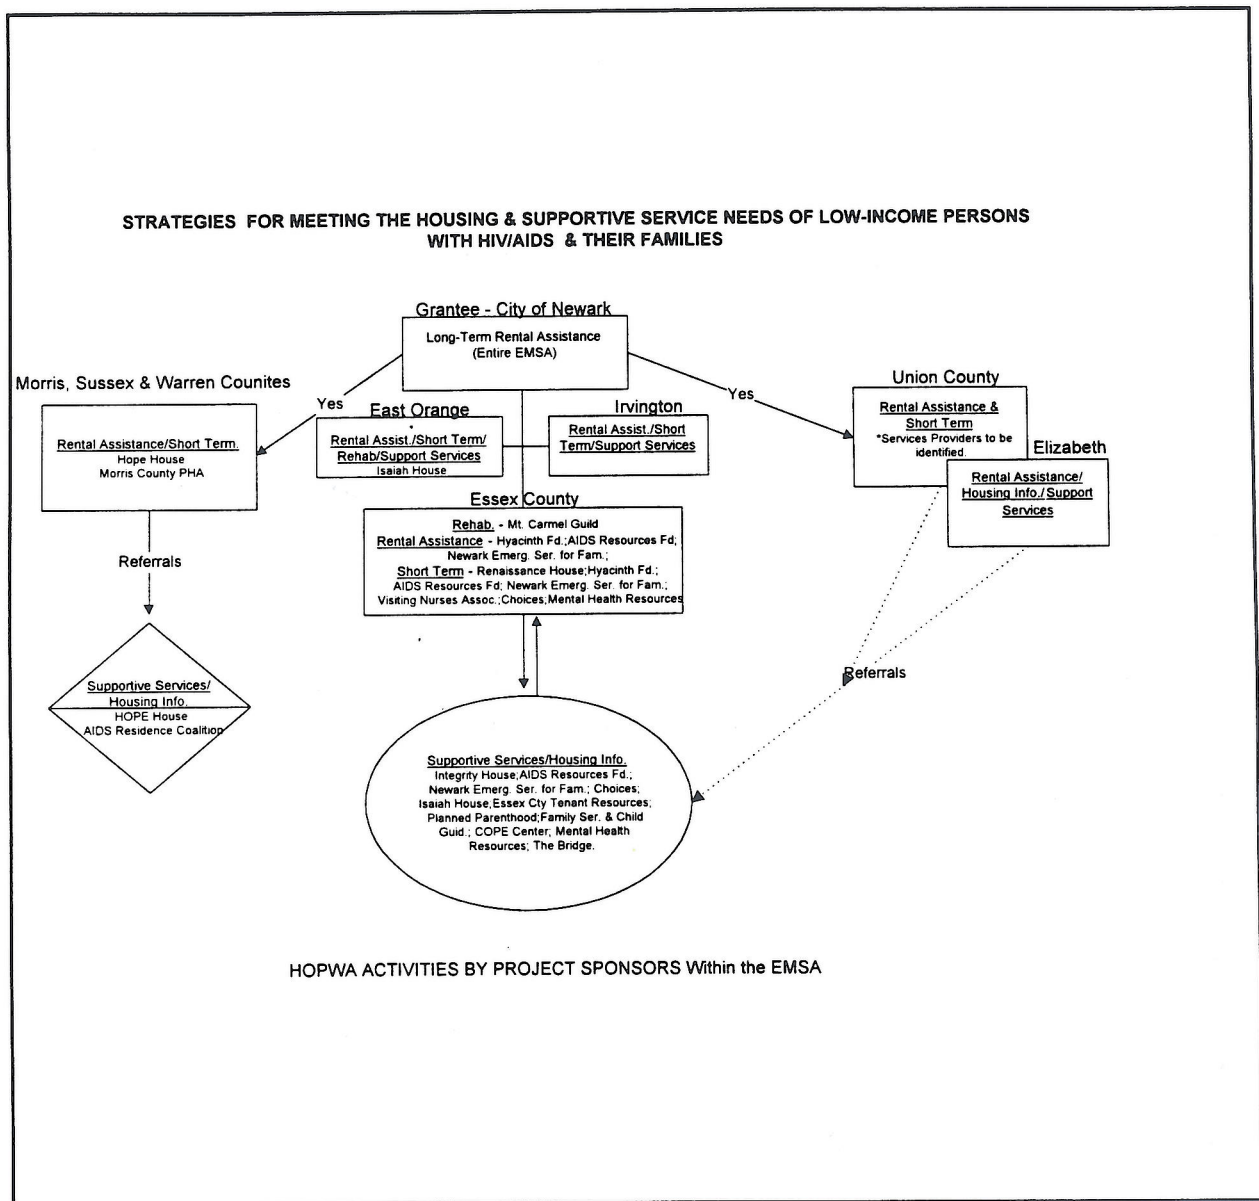 STRATEGIES FOR MEETING THE HOUSING & SUPPORTIVE SERVICE NEEDS OF LOW-INCOME PERSONS
WITH HIV/AIDS & THEIR FAMILIES
Grantee - City of Newark
Long-Term Rental Assistance
(Entire EMSA)
Morris, Sussex & Warren Counites
Rental Assistance/Short Term.
Hope House
Morris County PHA
Yes
East Orange
Rental Assist./Short Term/
Rehab/Support Services
Isaiah House
Irvington
Rental Assist./Short
Term/Support Services
Yes
Union County
Rental Assistance &
Short Term
*Services Providers to be
identified.
Elizabeth
Rental Assistance/
Housing Info./Support
Services
Essex County
Rehab. - Mt. Carmel Guild
Rental Assistance - Hyacinth Fd.;AIDS Resources Fd;
Newark Emerg. Ser. for Fam.;
Short Term - Renaissance House;Hyacinth Fd.;
AIDS Resources Fd; Newark Emerg. Ser. for Fam.;
Visiting Nurses Assoc.;Choices;Mental Health Resources
Referrals
Supportive Services/
Housing Info.
HOPE House
AIDS Residence Coalition
Referrals
Supportive Services/Housing Info.
Integrity House;AIDS Resources Fd.;
Newark Emerg. Ser. for Fam.; Choices;
Isaiah House;Essex Cty Tenant Resources;
Planned Parenthood;Family Ser. & Child
Guid.; COPE Center; Mental Health
Resources; The Bridge.
HOPWA ACTIVITIES BY PROJECT SPONSORS Within the EMSA